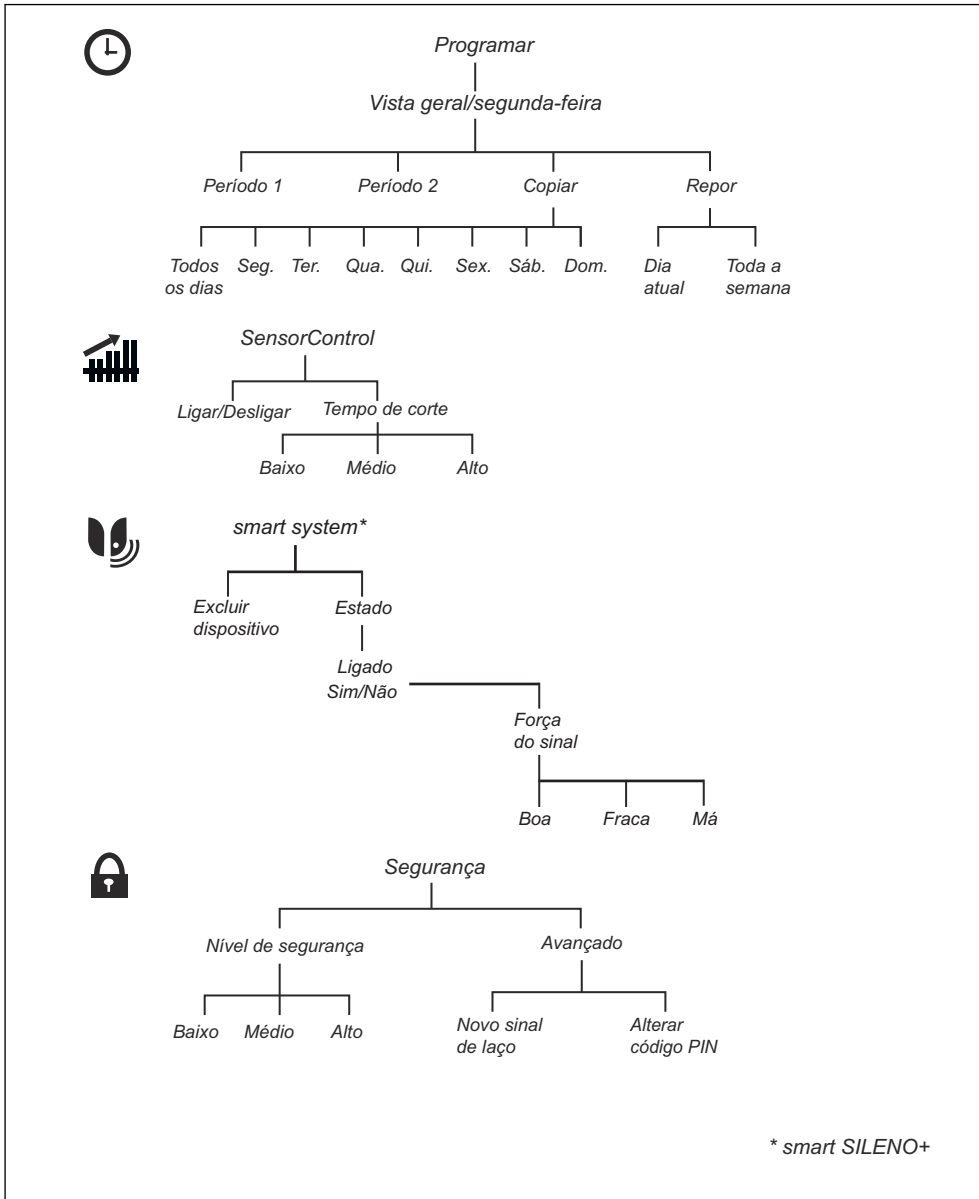 Programar
Vista geral/segunda-feira
Período 1 Período 2 Copiar Repor
Todos os dias
Seg. Ter. Qua. Qui. Sex. Sáb. Dom.
Dia atual
Toda a semana
SensorControl
Ligar/Desligar Tempo de corte
Baixo Médio Alto
smart system*
Excluir dispositivo
Estado
Ligado
Sim/Não
Força do sinal
Boa Fraca Má
Segurança
Nível de segurança Avançado
Baixo Médio Alto
Novo sinal de laço
Alterar código PIN
* smart SILENO+